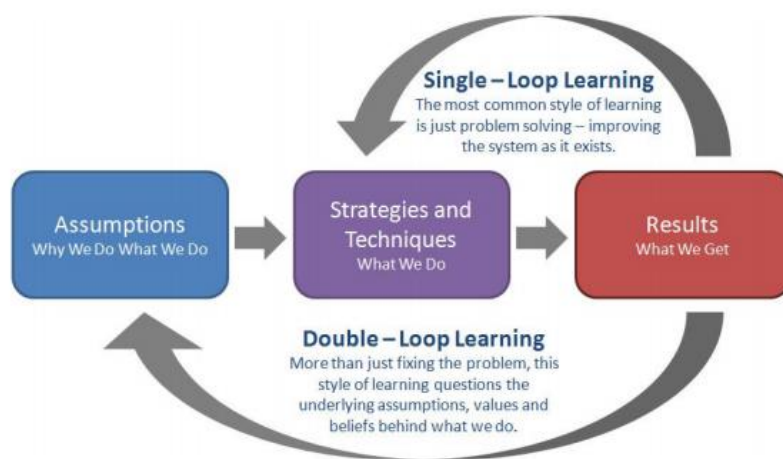 Single – Loop Learning
The most common style of learning
is just problem solving – improving
the system as it exists.
Assumptions
Why We Do What We Do
Strategies and
Techniques
What We Do
Results
What We Get
Double – Loop Learning
More than just fixing the problem, this
style of learning questions the
underlying assumptions, values and
beliefs behind what we do.